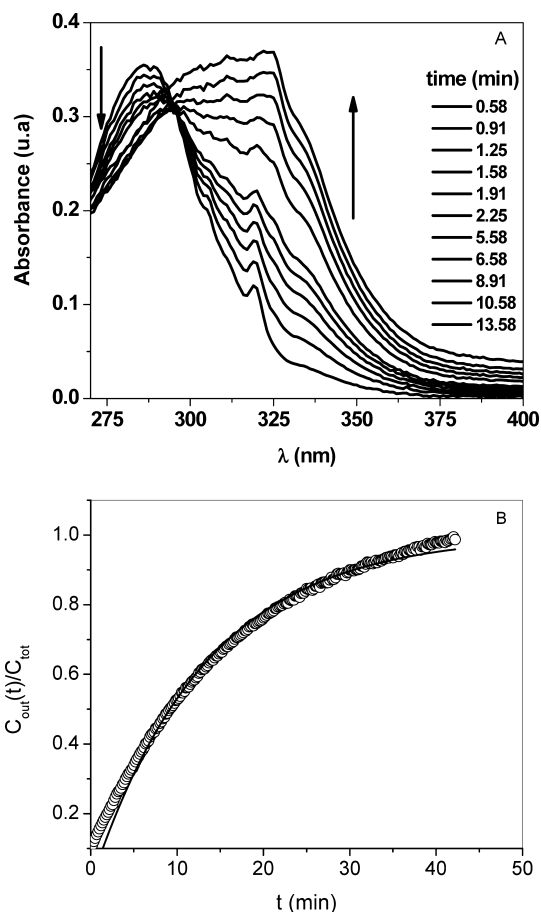 A
0.4
0.3
0.2
0.1
0.0
Absorbance (u.a)
time (min)
0.58
0.91
1.25
1.58
1.91
2.25
5.58
6.58
8.91
10.58
13.58
275 300 325 350 375 400
λ (nm)
B
1.0
0.8
0.6
0.4
0.2
C_out(t)/C_tot
0 10 20 30 40 50
t (min)